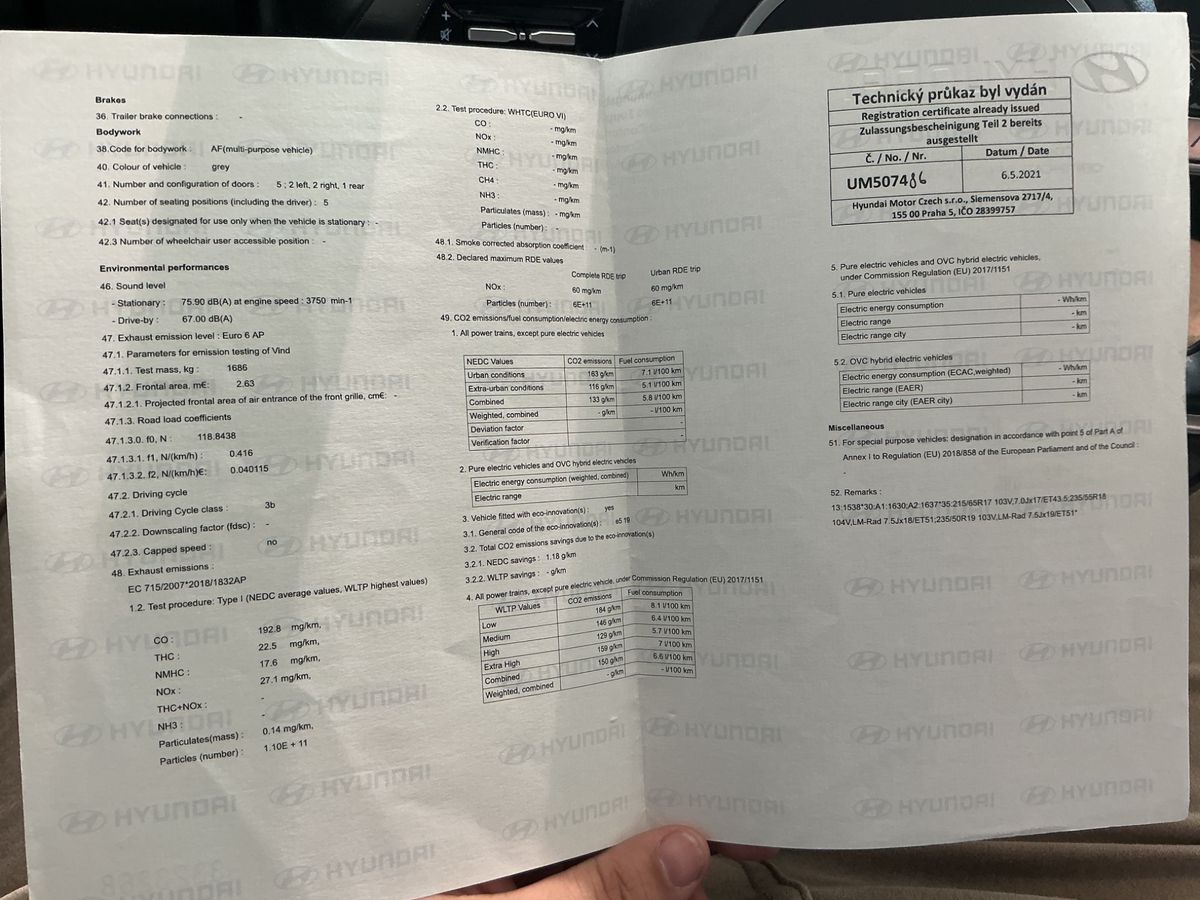 Brakes
36. Trailer brake connections : -
Bodywork
38.Code for bodywork : AF(multi-purpose vehicle)
40. Colour of vehicle : grey
41. Number and configuration of doors : 5 ; 2 left, 2 right, 1 rear
42. Number of seating positions (including the driver) : 5
42.1 Seat(s) designated for use only when the vehicle is stationary : -
42.3 Number of wheelchair user accessible position : -
Environmental performances
46. Sound level
- Stationary : 75.90 dB(A) at engine speed : 3750 min-1
- Drive-by : 67.00 dB(A)
47. Exhaust emission level : Euro 6 AP
47.1. Parameters for emission testing of Vind
47.1.1. Test mass, kg : 1686
47.1.2. Frontal area, m€: 2.63
47.1.2.1. Projected frontal area of air entrance of the front grille, cm€: -
47.1.3. Road load coefficients
47.1.3.0. f0, N : 118.8438
47.1.3.1. f1, N/(km/h) : 0.416
47.1.3.2. f2, N/(km/h)€: 0.040115
47.2. Driving cycle
47.2.1. Driving Cycle class : 3b
47.2.2. Downscaling factor (fdsc) : -
47.2.3. Capped speed : no
48. Exhaust emissions :
EC 715/2007*2018/1832AP
1.2. Test procedure: Type I (NEDC average values, WLTP highest values)
CO : 192.8 mg/km,
THC : 22.5 mg/km,
NMHC : 17.6 mg/km,
NOx : 27.1 mg/km,
THC+NOx : -
NH3 : -
Particulates(mass) : 0.14 mg/km,
Particles (number) : 1.10E + 11
2.2. Test procedure: WHTC(EURO VI)
CO : - mg/km
NOx : - mg/km
NMHC : - mg/km
THC : - mg/km
CH4 : - mg/km
NH3 : - mg/km
Particulates (mass) : - mg/km
Particles (number) : -
48.1. Smoke corrected absorption coefficient - (m-1)
48.2. Declared maximum RDE values
Complete RDE trip Urban RDE trip
NOx : 60 mg/km 60 mg/km
Particles (number) : 6E+11 6E+11
49. CO2 emissions/fuel consumption/electric energy consumption :
1. All power trains, except pure electric vehicles
NEDC Values CO2 emissions Fuel consumption
Urban conditions 163 g/km 7.1 l/100 km
Extra-urban conditions 116 g/km 5.1 l/100 km
Combined 133 g/km 5.8 l/100 km
Weighted, combined - g/km - l/100 km
Deviation factor -
Verification factor -
2. Pure electric vehicles and OVC hybrid electric vehicles
Electric energy consumption (weighted, combined) Wh/km
Electric range km
3. Vehicle fitted with eco-innovation(s) : yes
3.1. General code of the eco-innovation(s) : e5 19
3.2. Total CO2 emissions savings due to the eco-innovation(s)
3.2.1. NEDC savings : 1.18 g/km
3.2.2. WLTP savings : - g/km
4. All power trains, except pure electric vehicle, under Commission Regulation (EU) 2017/1151
WLTP Values CO2 emissions Fuel consumption
Low 184 g/km 8.1 l/100 km
Medium 146 g/km 6.4 l/100 km
High 129 g/km 5.7 l/100 km
Extra High 159 g/km 7 l/100 km
Combined 150 g/km 6.6 l/100 km
Weighted, combined - g/km - l/100 km
Technický průkaz byl vydán
Registration certificate already issued
Zulassungsbescheinigung Teil 2 bereits
ausgestellt
Č. / No. / Nr. Datum / Date
UM507486 6.5.2021
Hyundai Motor Czech s.r.o., Siemensova 2717/4,
155 00 Praha 5, IČO 28399757
5. Pure electric vehicles and OVC hybrid electric vehicles,
under Commission Regulation (EU) 2017/1151
5.1. Pure electric vehicles
Electric energy consumption - Wh/km
Electric range - km
Electric range city - km
5.2. OVC hybrid electric vehicles
Electric energy consumption (ECAC,weighted) - Wh/km
Electric range (EAER) - km
Electric range city (EAER city) - km
Miscellaneous
51. For special purpose vehicles: designation in accordance with point 5 of Part A of
Annex I to Regulation (EU) 2018/858 of the European Parliament and of the Council :
-
52. Remarks :
13:1538*30:A1:1630;A2:1637*35:215/65R17 103V,7.0Jx17/ET43.5;235/55R18
104V,LM-Rad 7.5Jx18/ET51;235/50R19 103V,LM-Rad 7.5Jx19/ET51*